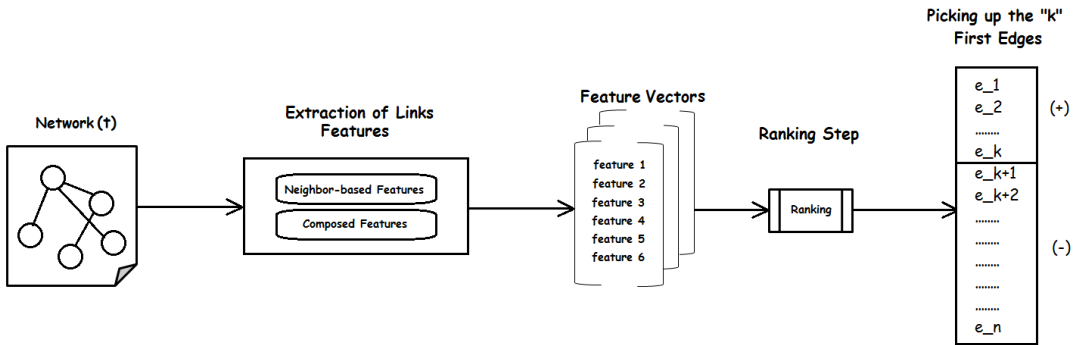 Network (t)
Extraction of Links
Features
Neighbor-based Features
Composed Features
Feature Vectors
feature 1
feature 2
feature 3
feature 4
feature 5
feature 6
Ranking Step
Ranking
Picking up the "k"
First Edges
e_1
e_2
........
e_k
(+)
e_k+1
e_k+2
........
........
........
........
........
e_n
(-)